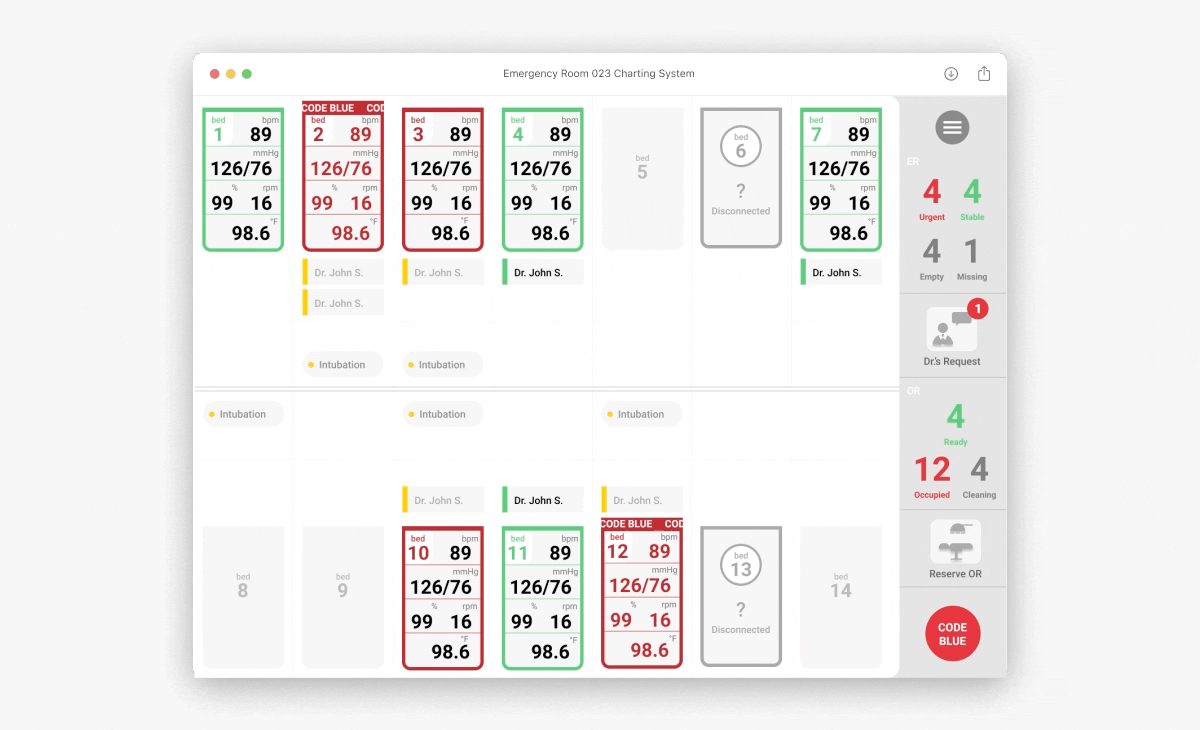 Emergency Room 023 Charting System
CODE BLUE COD
bed bpm
1 89
mmHg
126/76
% rpm
99 16
°F
98.6
bed bpm
2 89
mmHg
126/76
% rpm
99 16
°F
98.6
Dr. John S.
Dr. John S.
Intubation
bed bpm
3 89
mmHg
126/76
% rpm
99 16
°F
98.6
Dr. John S.
Intubation
bed bpm
4 89
mmHg
126/76
% rpm
99 16
°F
98.6
Dr. John S.
bed
5
bed
6
?
Disconnected
bed bpm
7 89
mmHg
126/76
% rpm
99 16
°F
98.6
Dr. John S.
Intubation
bed
8
bed
9
Intubation
Dr. John S.
bed bpm
10 89
mmHg
126/76
% rpm
99 16
°F
98.6
Dr. John S.
bed bpm
11 89
mmHg
126/76
% rpm
99 16
°F
98.6
Intubation
Dr. John S.
CODE BLUE COD
bed bpm
12 89
mmHg
126/76
% rpm
99 16
°F
98.6
bed
13
?
Disconnected
bed
14
ER
4 4
Urgent Stable
4 1
Empty Missing
1
Dr.'s Request
OR
4
Ready
12 4
Occupied Cleaning
Reserve OR
CODE
BLUE